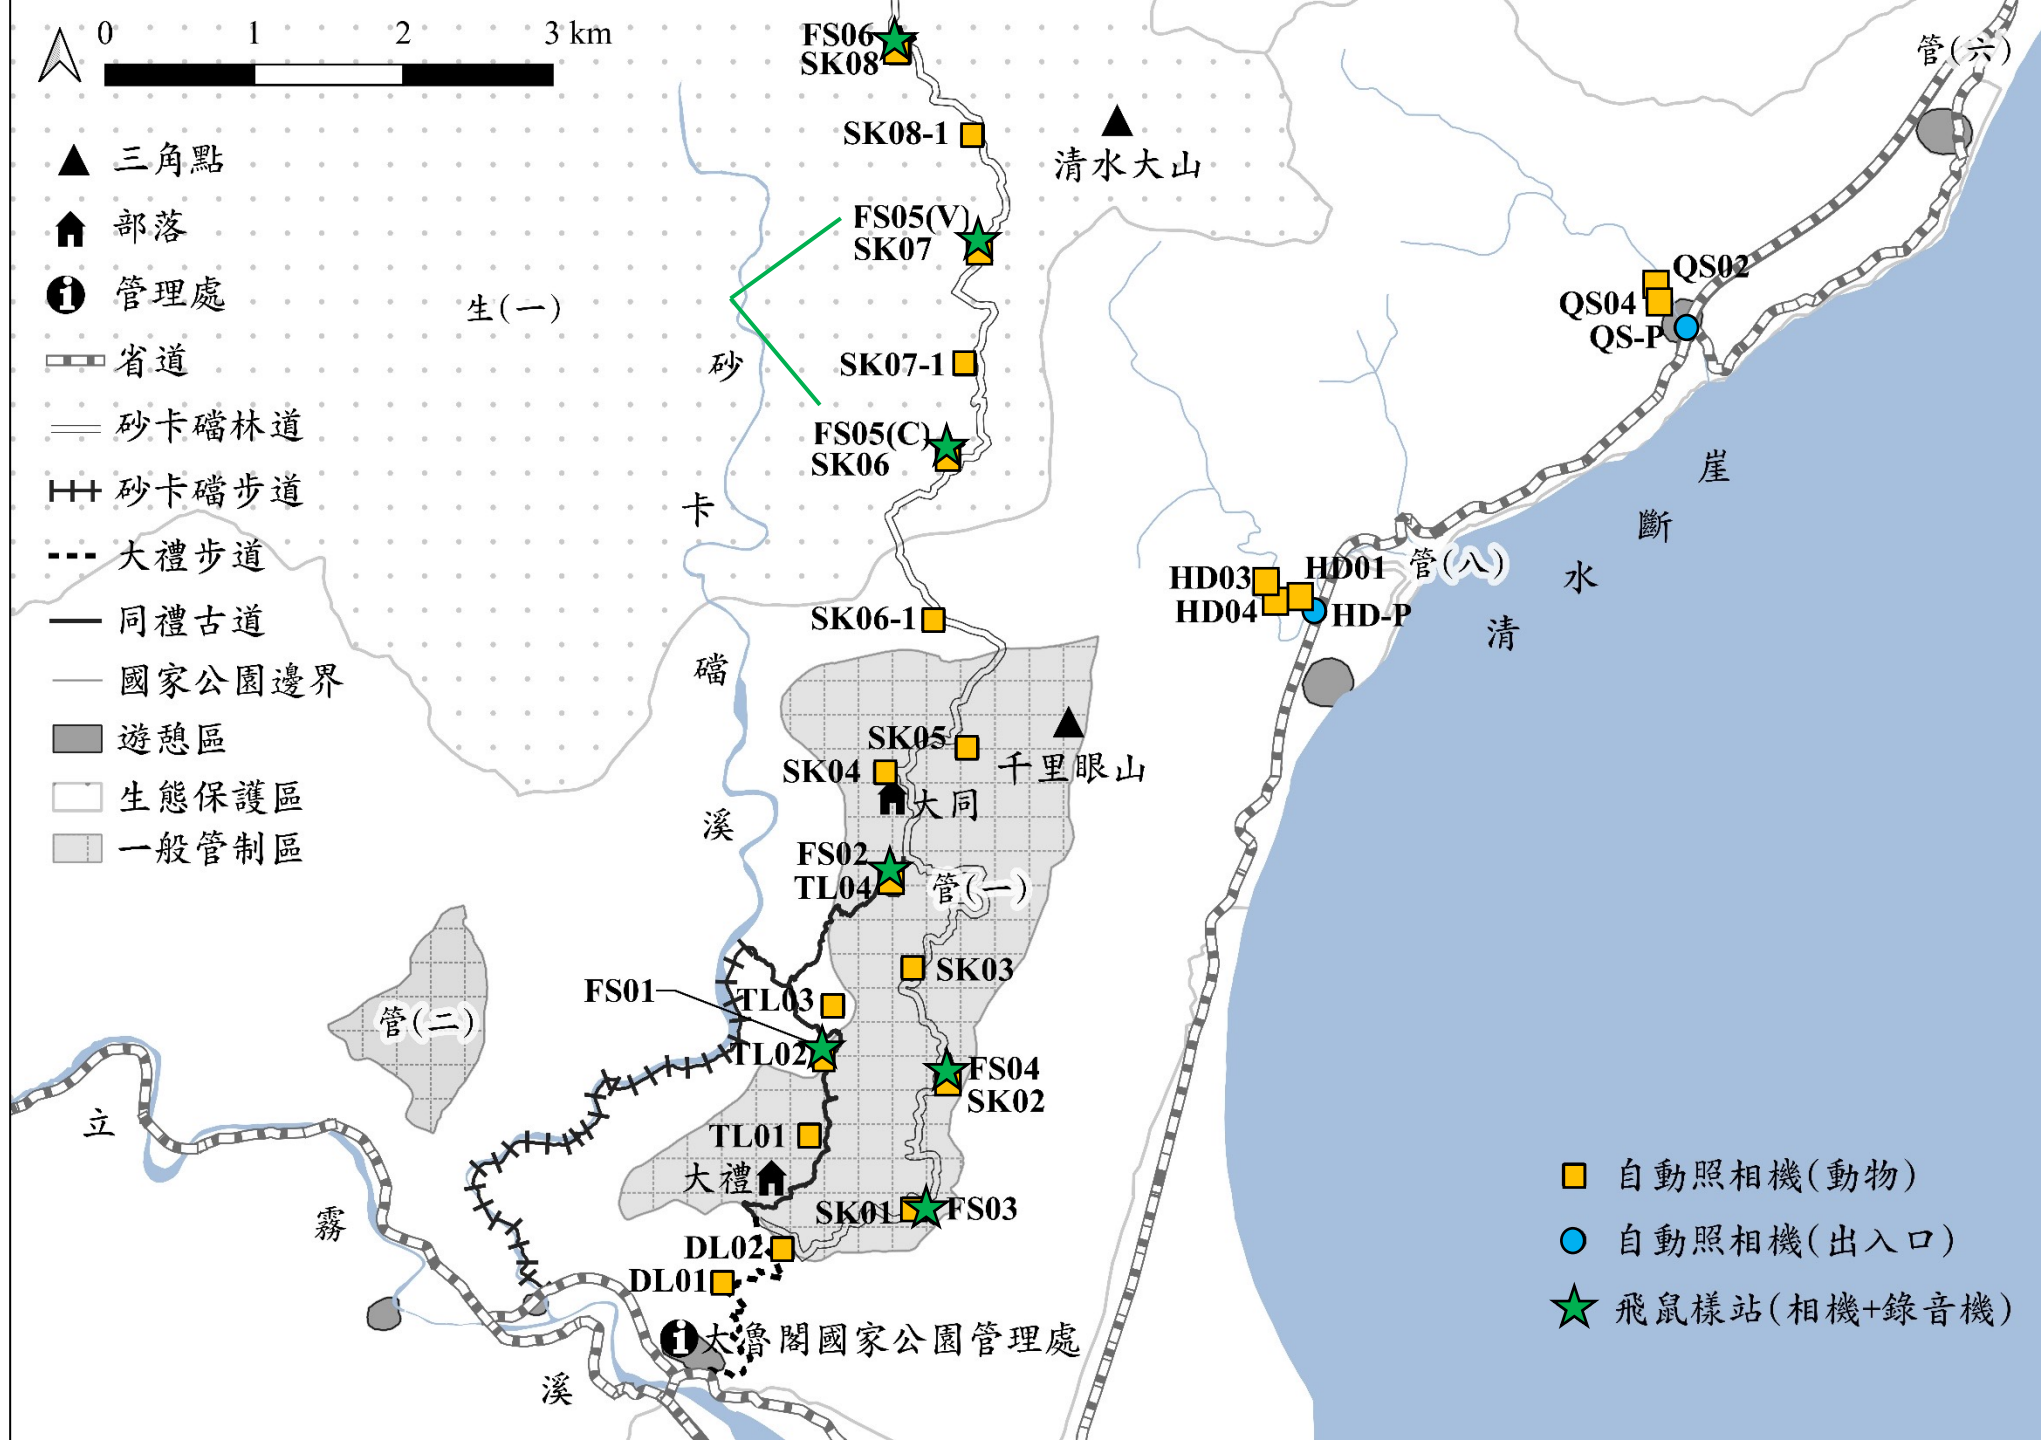 0 1 2 3 km
三角點
部落
管理處
省道
砂卡礑林道
砂卡礑步道
大禮步道
同禮古道
國家公園邊界
遊憩區
生態保護區
一般管制區
FS06
SK08
SK08-1
清水大山
FS05(V)
SK07
生(一)
SK07-1
FS05(C)
SK06
砂
卡
礑
溪
SK06-1
SK05
SK04
千里眼山
大同
FS02
TL04
管(一)
SK03
FS01
TL03
TL02
管(二)
FS04
SK02
TL01
大禮
SK01
FS03
DL02
DL01
太魯閣國家公園管理處
立
霧
溪
管(六)
QS02
QS04
QS-P
崖
斷
水
清
管(八)
HD03
HD01
HD04
HD-P
自動照相機(動物)
自動照相機(出入口)
飛鼠樣站(相機+錄音機)